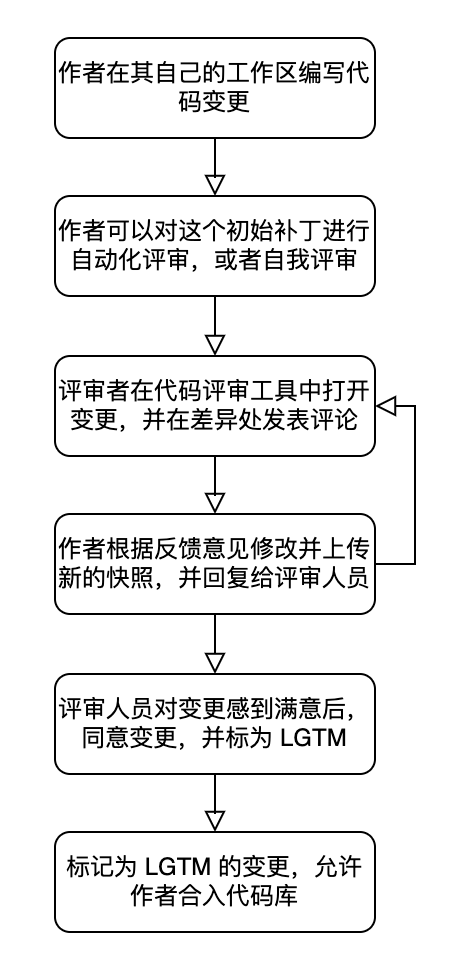 作者在其自己的工作区编写代
码变更
作者可以对这个初始补丁进行
自动化评审，或者自我评审
评审者在代码评审工具中打开
变更，并在差异处发表评论
作者根据反馈意见修改并上传
新的快照，并回复给评审人员
评审人员对变更感到满意后，
同意变更，并标为 LGTM
标记为 LGTM 的变更，允许
作者合入代码库